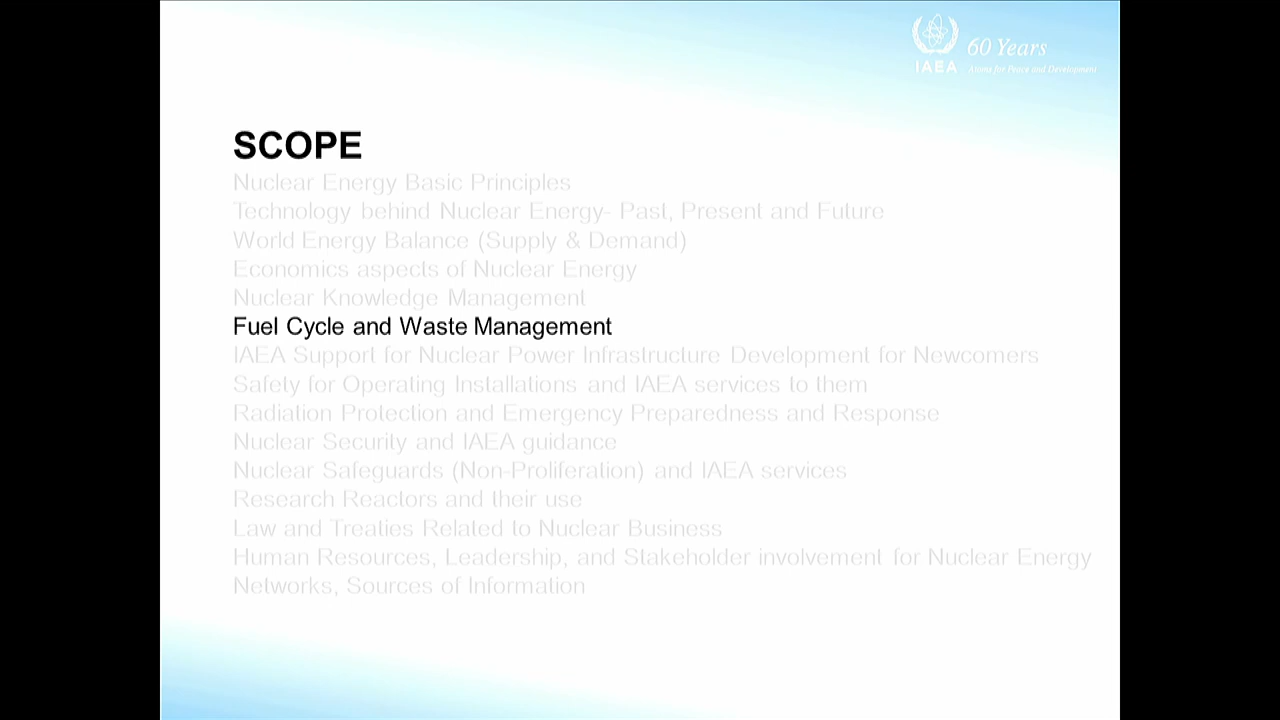 60 Years
IAEA Atoms for Peace and Development
SCOPE
Nuclear Energy Basic Principles
Technology behind Nuclear Energy- Past, Present and Future
World Energy Balance (Supply & Demand)
Economics aspects of Nuclear Energy
Nuclear Knowledge Management
Fuel Cycle and Waste Management
IAEA Support for Nuclear Power Infrastructure Development for Newcomers
Safety for Operating Installations and IAEA services to them
Radiation Protection and Emergency Preparedness and Response
Nuclear Security and IAEA guidance
Nuclear Safeguards (Non-Proliferation) and IAEA services
Research Reactors and their use
Law and Treaties Related to Nuclear Business
Human Resources, Leadership, and Stakeholder involvement for Nuclear Energy
Networks, Sources of Information